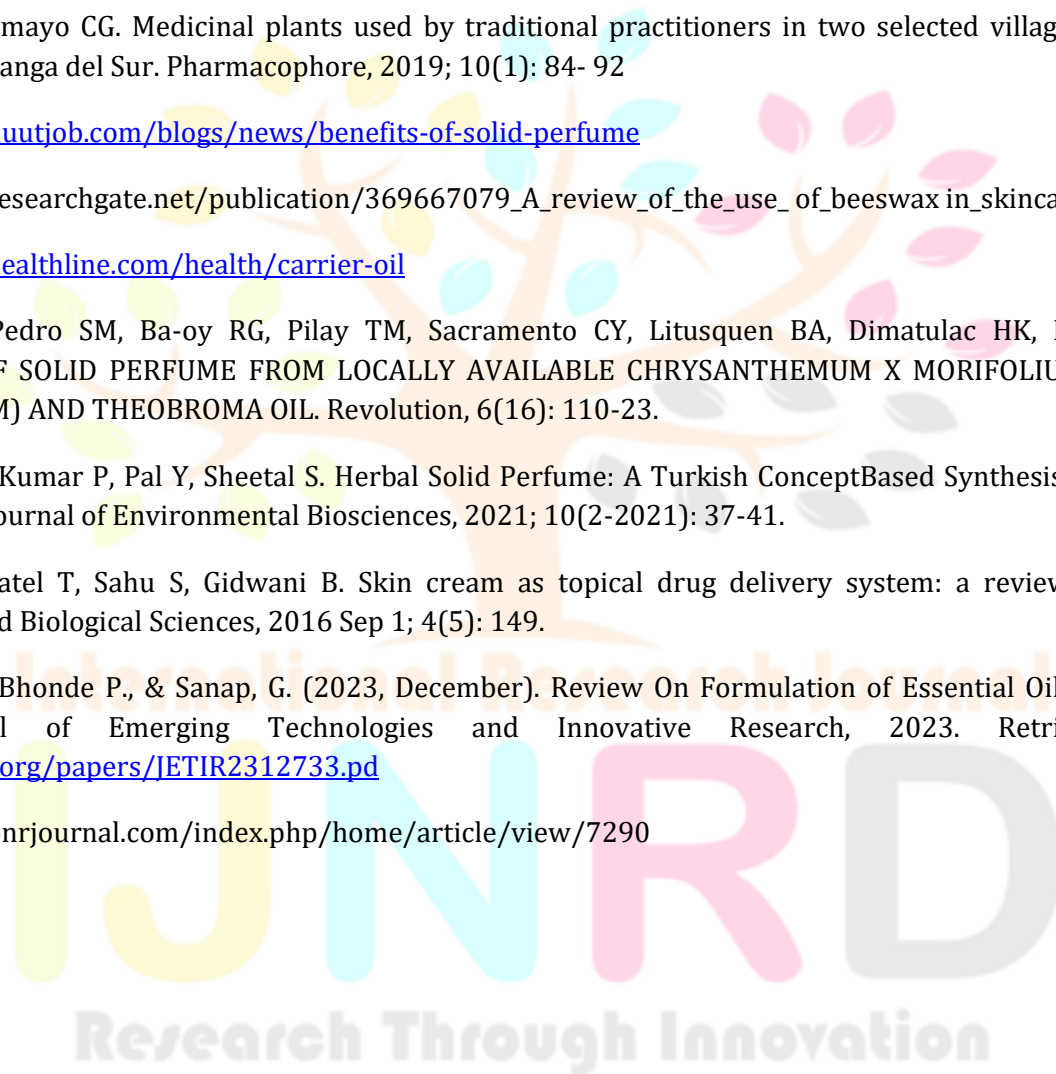 mayo CG. Medicinal plants used by traditional practitioners in two selected villag
anga del Sur. Pharmacophore, 2019; 10(1): 84- 92
uutjob.com/blogs/news/benefits-of-solid-perfume
esearchgate.net/publication/369667079_A_review_of_the_use_ of_beeswax in_skinca
ealthline.com/health/carrier-oil
Pedro SM, Ba-oy RG, Pilay TM, Sacramento CY, Litusquen BA, Dimatulac HK,
F SOLID PERFUME FROM LOCALLY AVAILABLE CHRYSANTHEMUM X MORIFOLIU
M) AND THEOBROMA OIL. Revolution, 6(16): 110-23.
Kumar P, Pal Y, Sheetal S. Herbal Solid Perfume: A Turkish ConceptBased Synthesis
ournal of Environmental Biosciences, 2021; 10(2-2021): 37-41.
atel T, Sahu S, Gidwani B. Skin cream as topical drug delivery system: a review
d Biological Sciences, 2016 Sep 1; 4(5): 149.
International Research Journal
Bhonde P., & Sanap, G. (2023, December). Review On Formulation of Essential Oil
l of Emerging Technologies and Innovative Research, 2023. Retri
.org/papers/JETIR2312733.pd
onrjournal.com/index.php/home/article/view/7290
IJNRD
Research Through Innovation